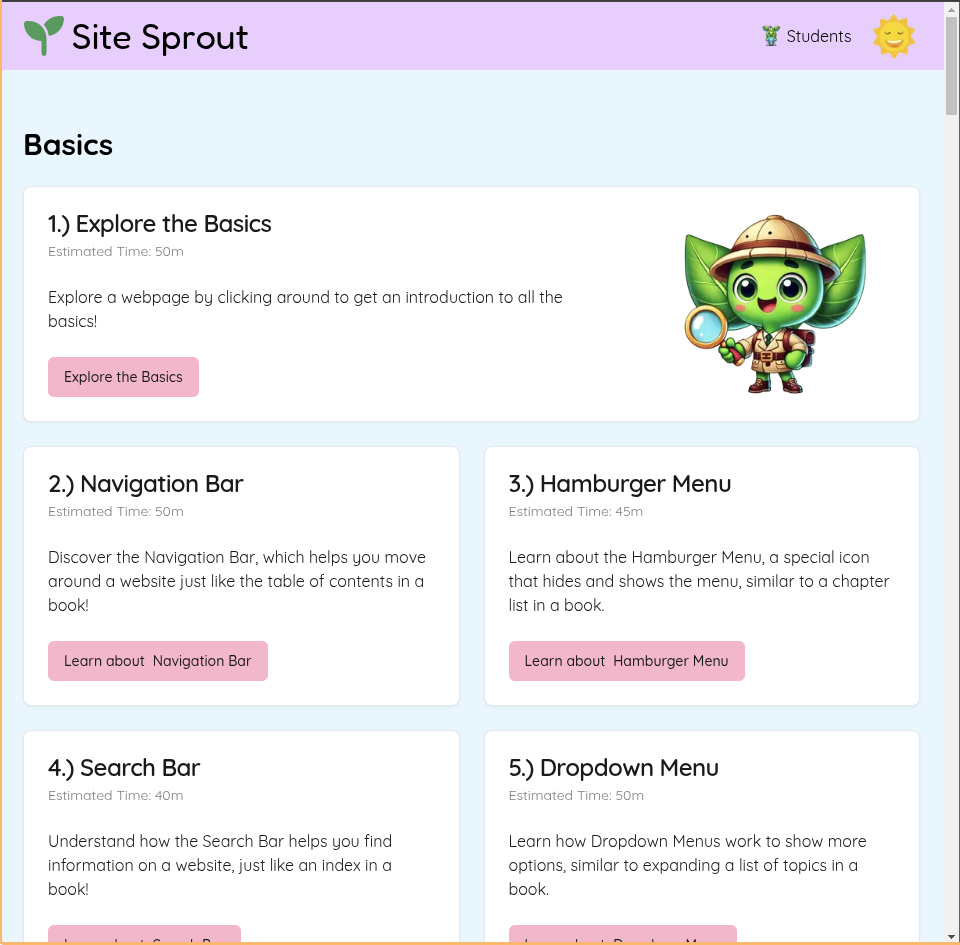 Site Sprout
Students
Basics
1.) Explore the Basics
Estimated Time: 50m
Explore a webpage by clicking around to get an introduction to all the
basics!
Explore the Basics
2.) Navigation Bar
Estimated Time: 50m
Discover the Navigation Bar, which helps you move
around a website just like the table of contents in a
book!
Learn about  Navigation Bar
3.) Hamburger Menu
Estimated Time: 45m
Learn about the Hamburger Menu, a special icon
that hides and shows the menu, similar to a chapter
list in a book.
Learn about  Hamburger Menu
4.) Search Bar
Estimated Time: 40m
Understand how the Search Bar helps you find
information on a website, just like an index in a
book!
5.) Dropdown Menu
Estimated Time: 50m
Learn how Dropdown Menus work to show more
options, similar to expanding a list of topics in a
book.